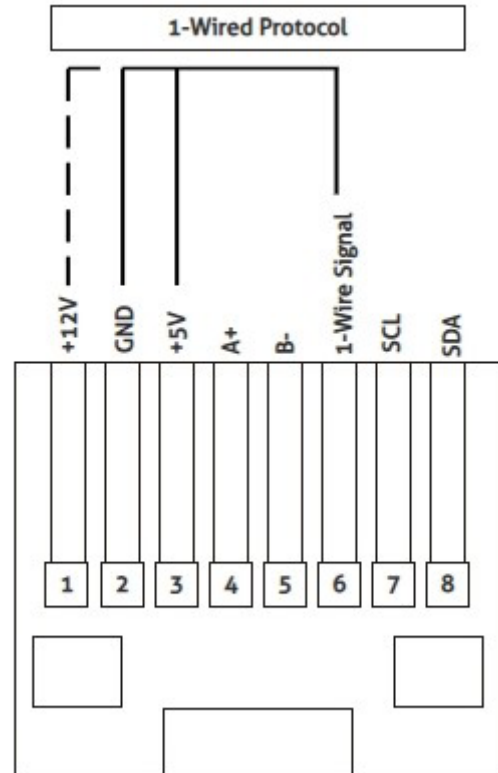 1-Wired Protocol
+12V
GND
+5V
A+
B-
1-Wire Signal
SCL
SDA
1
2
3
4
5
6
7
8